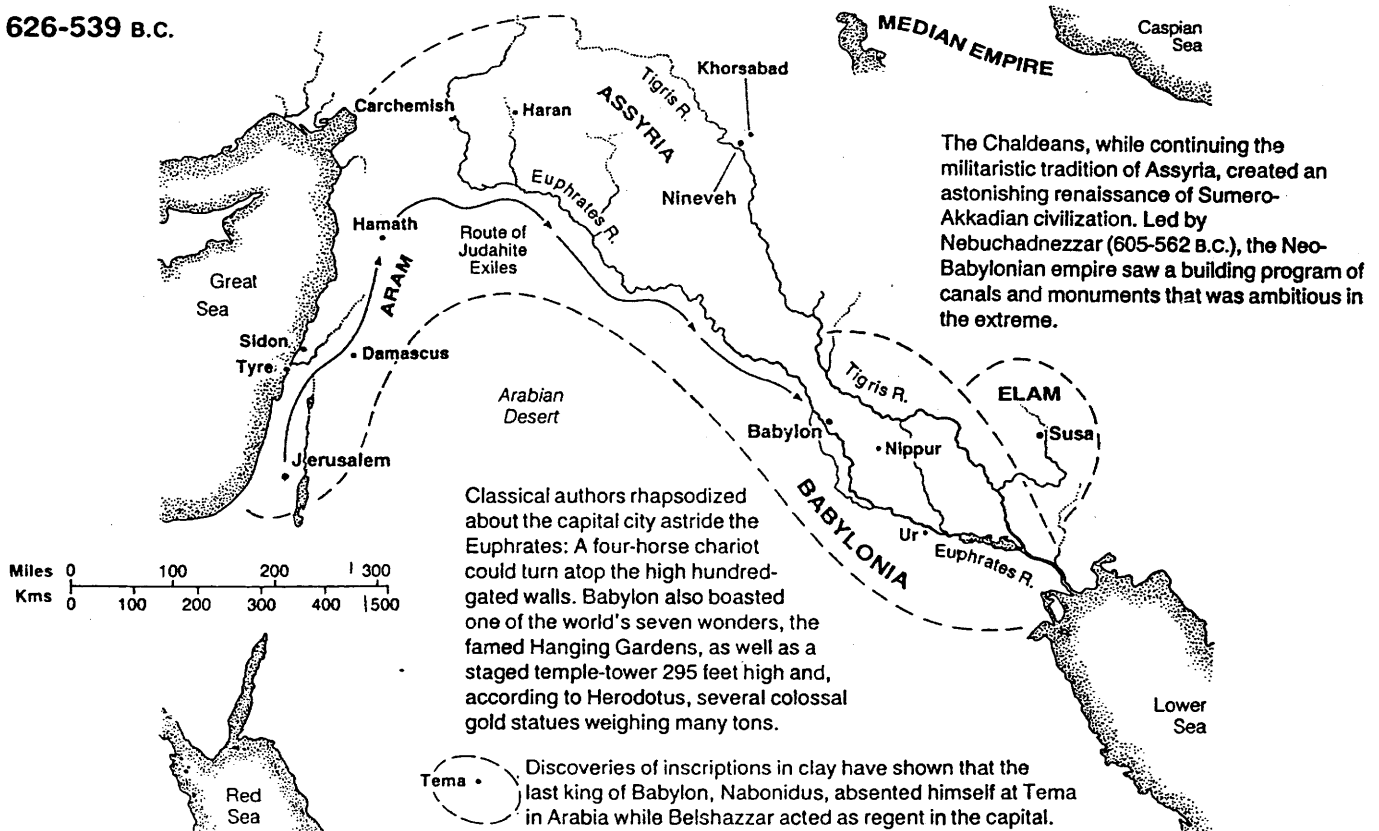 626-539 B.C.
MEDIAN EMPIRE
Caspian
Sea
Khorsabad
Tigris R.
ASSYRIA
Carchemish
Haran
Nineveh
Euphrates R.
The Chaldeans, while continuing the
militaristic tradition of Assyria, created an
astonishing renaissance of Sumero-
Akkadian civilization. Led by
Nebuchadnezzar (605-562 B.C.), the Neo-
Babylonian empire saw a building program of
canals and monuments that was ambitious in
the extreme.
Hamath
Route of
Judahite
Exiles
ARAM
Great
Sea
Sidon
Tyre
Damascus
Arabian
Desert
Tigris R.
ELAM
Susa
Babylon
Nippur
Jerusalem
BABYLONIA
Ur
Euphrates R.
Classical authors rhapsodized
about the capital city astride the
Euphrates: A four-horse chariot
could turn atop the high hundred-
gated walls. Babylon also boasted
one of the world's seven wonders, the
famed Hanging Gardens, as well as a
staged temple-tower 295 feet high and,
according to Herodotus, several colossal
gold statues weighing many tons.
Miles 0 100 200 300
Kms 0 100 200 300 400 500
Lower
Sea
Red
Sea
Tema
Discoveries of inscriptions in clay have shown that the
last king of Babylon, Nabonidus, absented himself at Tema
in Arabia while Belshazzar acted as regent in the capital.